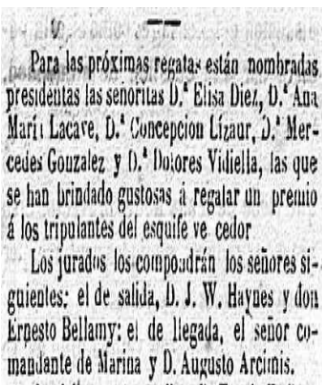 Para las próximas regatas están nombradas
presidentas las señoritas D.ª Elisa Diez, D.ª Ana
María Lacave, D.ª Concepcion Lizaur, D.ª Mer-
cedes Gonzalez y D.ª Dolores Vidiella, las que
se han brindado gustosas á regalar un premio
á los tripulantes del esquife ve cedor
Los jurados los compondrán los señores si-
guientes: el de salida, D. J. W. Haynes y don
Ernesto Bellamy: el de llegada, el señor co-
mandante de Marina y D. Augusto Arcimis.